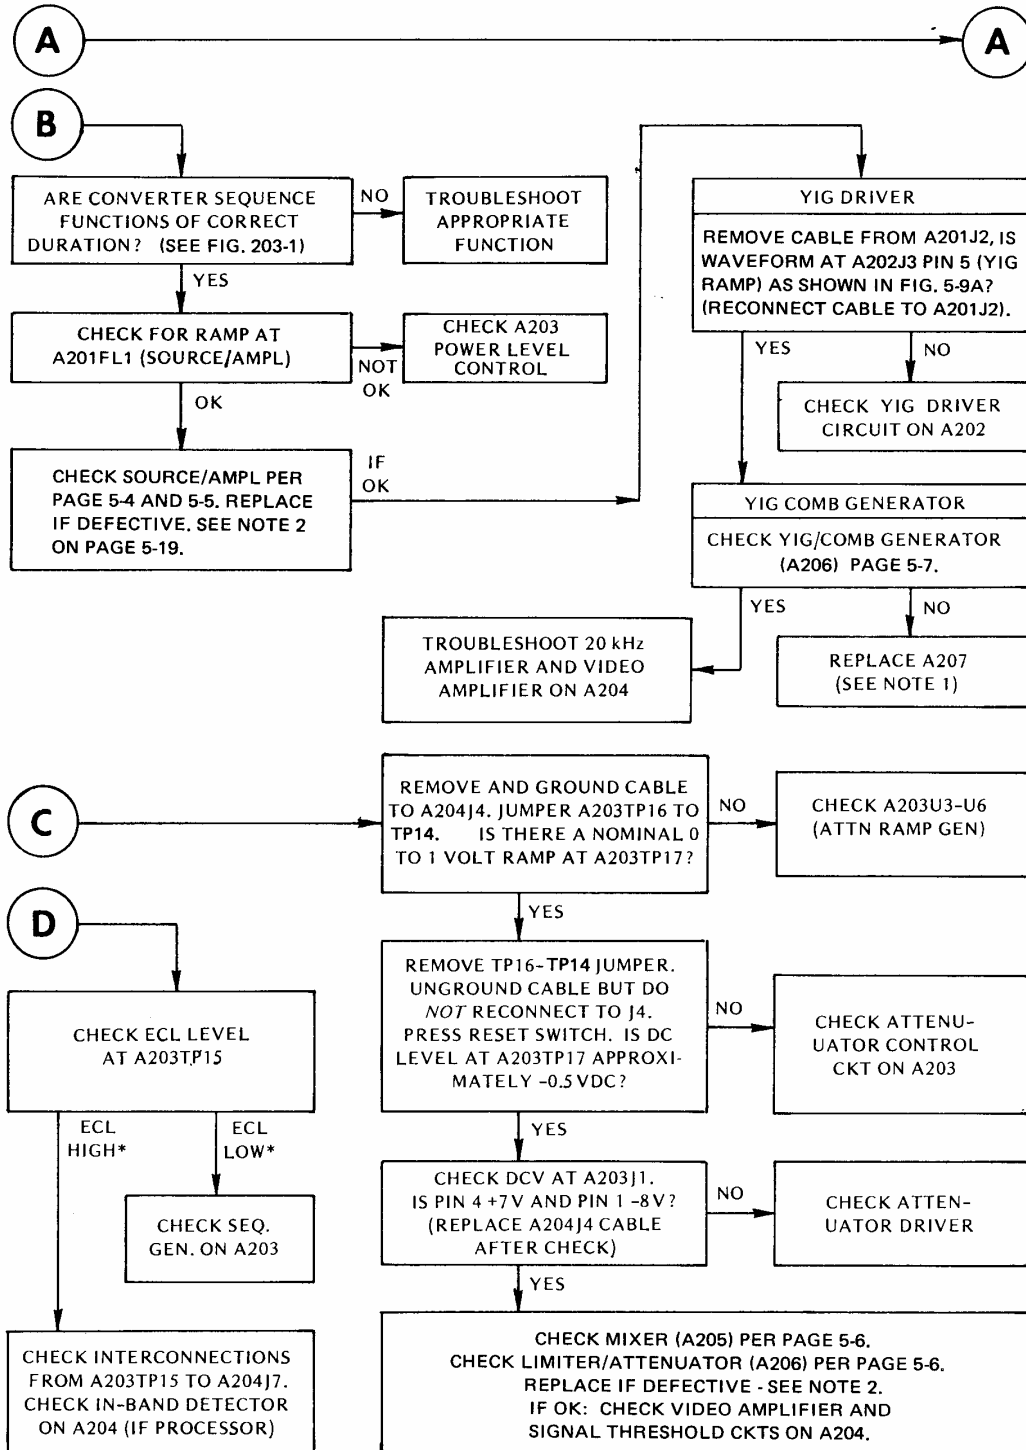 A
A
B
ARE CONVERTER SEQUENCE
FUNCTIONS OF CORRECT
DURATION? (SEE FIG. 203-1)
NO
TROUBLESHOOT
APPROPRIATE
FUNCTION
YES
CHECK FOR RAMP AT
A201FL1 (SOURCE/AMPL)
NOT
OK
CHECK A203
POWER LEVEL
CONTROL
OK
CHECK SOURCE/AMPL PER
PAGE 5-4 AND 5-5. REPLACE
IF DEFECTIVE. SEE NOTE 2
ON PAGE 5-19.
IF
OK
YIG DRIVER
REMOVE CABLE FROM A201J2, IS
WAVEFORM AT A202J3 PIN 5 (YIG
RAMP) AS SHOWN IN FIG. 5-9A?
(RECONNECT CABLE TO A201J2).
YES
NO
CHECK YIG DRIVER
CIRCUIT ON A202
YIG COMB GENERATOR
CHECK YIG/COMB GENERATOR
(A206) PAGE 5-7.
YES
NO
TROUBLESHOOT 20 kHz
AMPLIFIER AND VIDEO
AMPLIFIER ON A204
REPLACE A207
(SEE NOTE 1)
C
REMOVE AND GROUND CABLE
TO A204J4. JUMPER A203TP16 TO
TP14. IS THERE A NOMINAL 0
TO 1 VOLT RAMP AT A203TP17?
NO
CHECK A203U3-U6
(ATTN RAMP GEN)
YES
REMOVE TP16-TP14 JUMPER.
UNGROUND CABLE BUT DO
NOT RECONNECT TO J4.
PRESS RESET SWITCH. IS DC
LEVEL AT A203TP17 APPROXI-
MATELY -0.5 VDC?
NO
CHECK ATTENU-
UATOR CONTROL
CKT ON A203
YES
CHECK DCV AT A203J1.
IS PIN 4 +7V AND PIN 1 -8V?
(REPLACE A204J4 CABLE
AFTER CHECK)
NO
CHECK ATTEN-
UATOR DRIVER
YES
CHECK MIXER (A205) PER PAGE 5-6.
CHECK LIMITER/ATTENUATOR (A206) PER PAGE 5-6.
REPLACE IF DEFECTIVE - SEE NOTE 2.
IF OK: CHECK VIDEO AMPLIFIER AND
SIGNAL THRESHOLD CKTS ON A204.
D
CHECK ECL LEVEL
AT A203TP15
ECL
HIGH*
ECL
LOW*
CHECK SEQ.
GEN. ON A203
CHECK INTERCONNECTIONS
FROM A203TP15 TO A204J7.
CHECK IN-BAND DETECTOR
ON A204 (IF PROCESSOR)